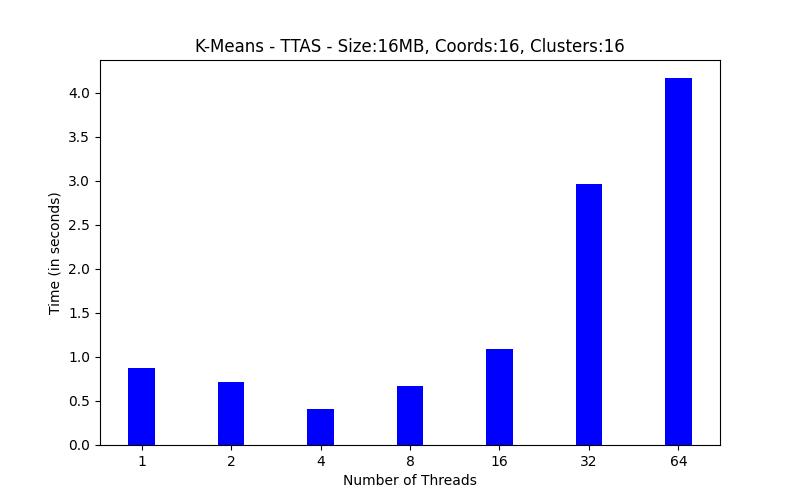 K-Means - TTAS - Size:16MB, Coords:16, Clusters:16
4.0
3.5
3.0
2.5
2.0
1.5
1.0
0.5
0.0
Time (in seconds)
1 2 4 8 16 32 64
Number of Threads